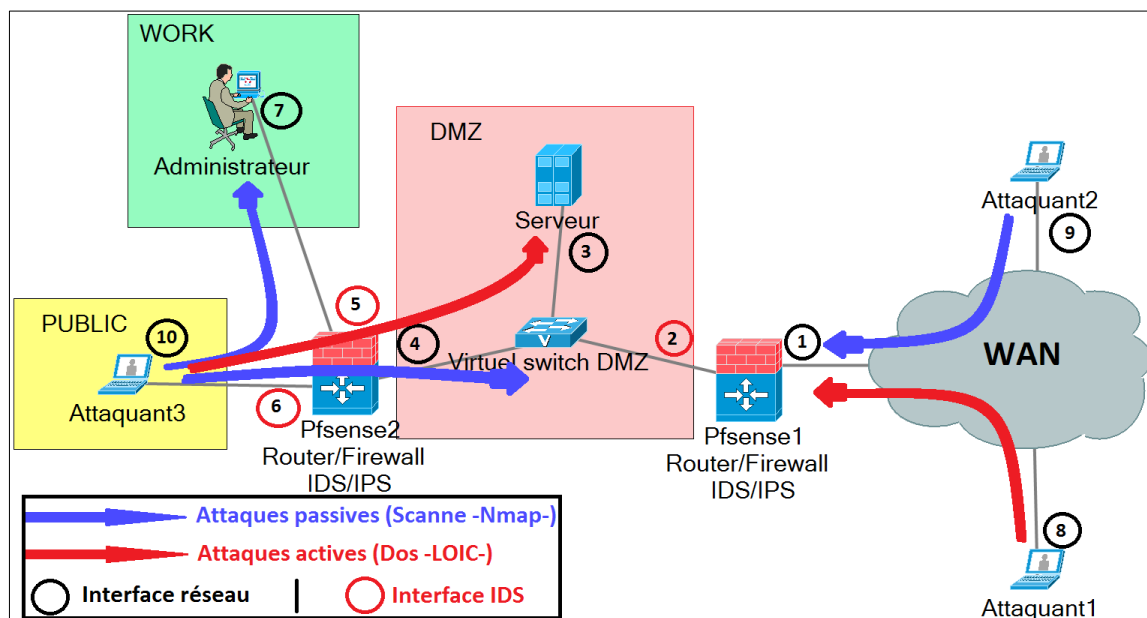 WORK
7
Administrateur
DMZ
Serveur
3
Attaquant2
9
PUBLIC
10
Attaquant3
5
6
4
V
Virtuel switch DMZ
2
1
WAN
Pfsense2
Router/Firewall
IDS/IPS
Pfsense1
Router/Firewall
IDS/IPS
8
Attaquant1
Attaques passives (Scanne -Nmap-)
Attaques actives (Dos -LOIC-)
Interface réseau | Interface IDS